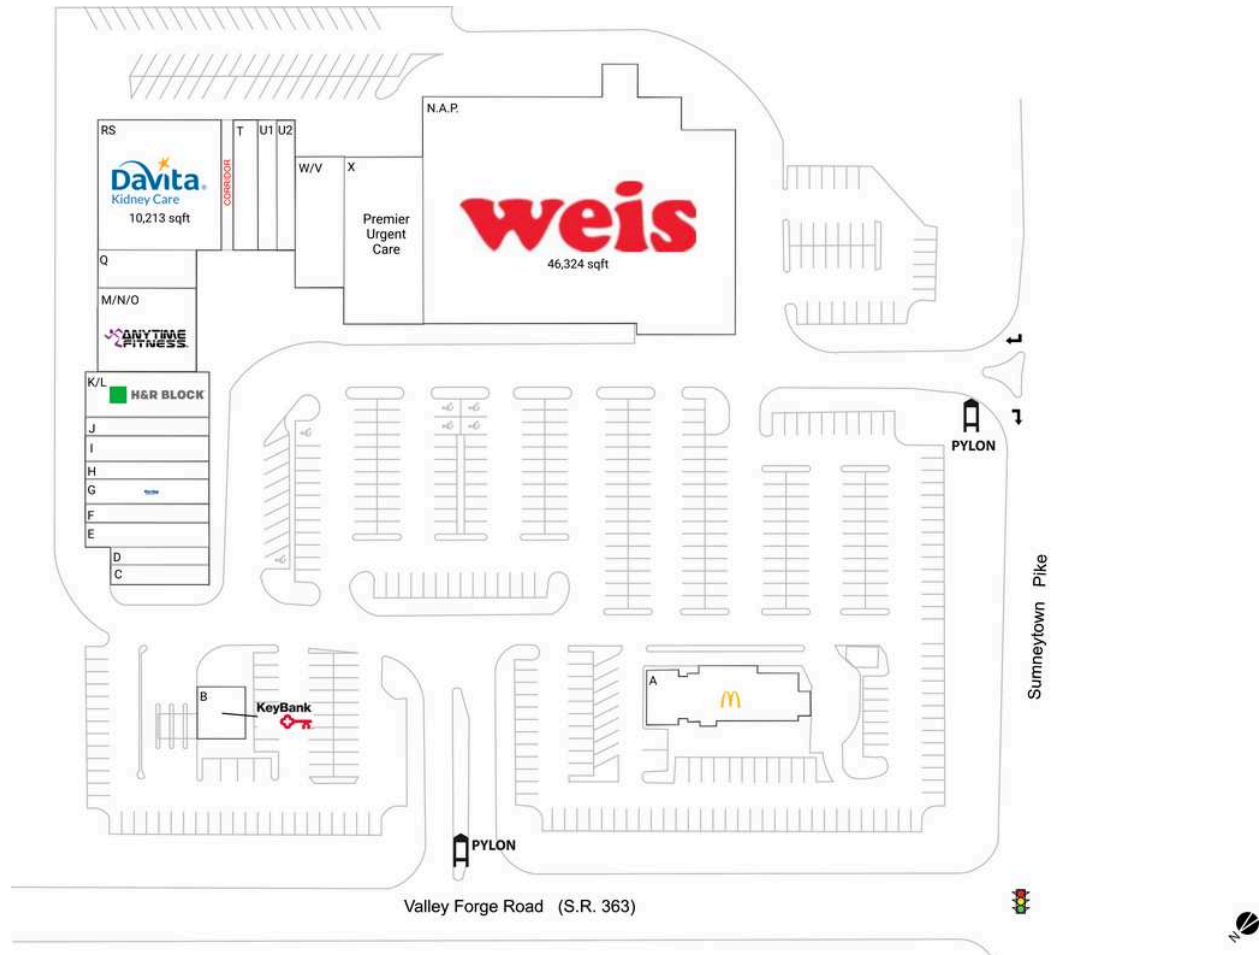 N.A.P.
RS
T
U1
U2
DaVita.
Kidney Care
10,213 sqft
CORRIDOR
W/V
X
Premier
Urgent
Care
weis
46,324 sqft
Q
M/N/O
ANYTIME
FITNESS
K/L
H&R BLOCK
J
I
H
G
F
E
D
C
PYLON
Sumneytown Pike
B
KeyBank
A
PYLON
Valley Forge Road (S.R. 363)
N